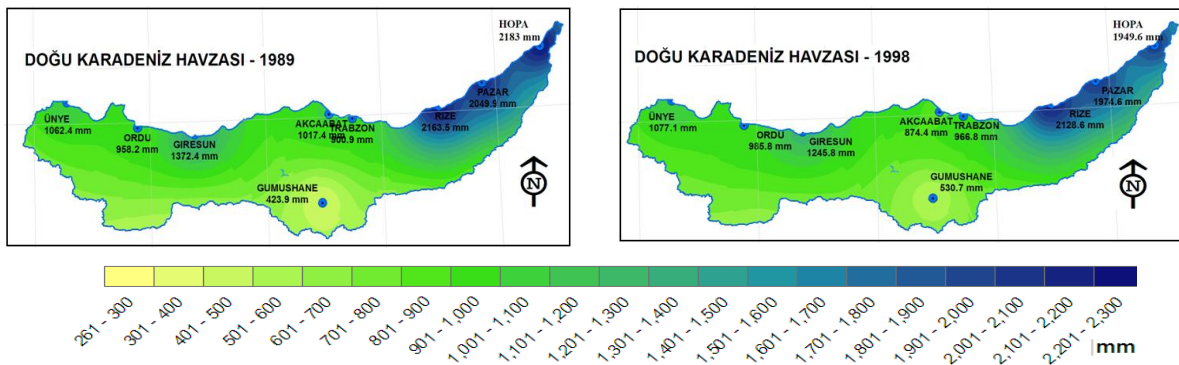 HOPA
2183 mm
DOĞU KARADENİZ HAVZASI - 1989
PAZAR
2049.9 mm
RİZE
2163.5 mm
ÜNYE
1062.4 mm
ORDU
958.2 mm
GİRESUN
1372.4 mm
AKCAABAT
1017.4 mm
TRABZON
900.9 mm
GUMUSHANE
423.9 mm
N
HOPA
1949.6 mm
DOĞU KARADENİZ HAVZASI - 1998
PAZAR
1974.6 mm
RİZE
2128.6 mm
ÜNYE
1077.1 mm
ORDU
985.8 mm
GIRESUN
1245.8 mm
AKCAABAT
874.4 mm
TRABZON
966.8 mm
GUMUSHANE
530.7 mm
N
261 - 300
301 - 400
401 - 500
501 - 600
601 - 700
701 - 800
801 - 900
901 - 1,000
1,001 - 1,100
1,101 - 1,200
1,201 - 1,300
1,301 - 1,400
1,401 - 1,500
1,501 - 1,600
1,601 - 1,700
1,701 - 1,800
1,801 - 1,900
1,901 - 2,000
2,001 - 2,100
2,101 - 2,200
2,201 - 2,300
mm